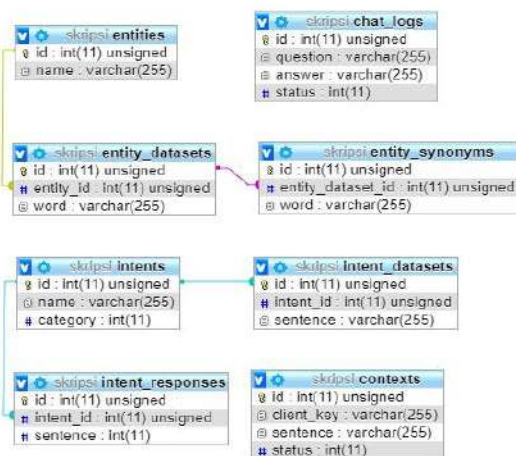 skripsi entities
id : int(11) unsigned
name : varchar(255)
skripsi chat_logs
id : int(11) unsigned
question : varchar(255)
answer : varchar(255)
# status : int(11)
skripsi entity_datasets
id : int(11) unsigned
# entity_id : int(11) unsigned
word : varchar(255)
skripsi entity_synonyms
id : int(11) unsigned
# entity_dataset_id : int(11) unsigned
word : varchar(255)
skripsi intents
id : int(11) unsigned
name : varchar(255)
# category : int(11)
skripsi intent_datasets
id : int(11) unsigned
# intent_id : int(11) unsigned
sentence : varchar(255)
skripsi intent_responses
id : int(11) unsigned
# intent_id : int(11) unsigned
# sentence : int(11)
skripsi contexts
id : int(11) unsigned
client_key : varchar(255)
sentence : varchar(255)
# status : int(11)